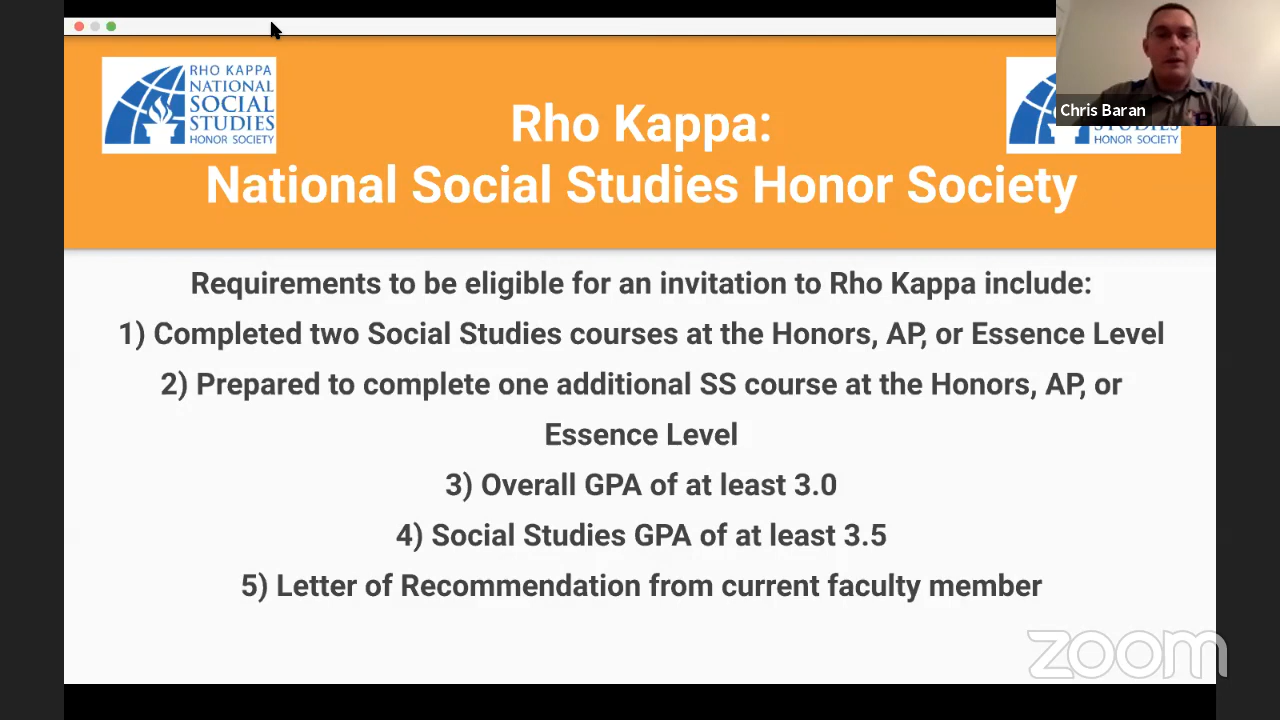 RHO KAPPA
NATIONAL
SOCIAL
STUDIES
HONOR SOCIETY
Rho Kappa:
National Social Studies Honor Society
STUDIES
HONOR SOCIETY
Chris Baran
Requirements to be eligible for an invitation to Rho Kappa include:
1) Completed two Social Studies courses at the Honors, AP, or Essence Level
2) Prepared to complete one additional SS course at the Honors, AP, or
Essence Level
3) Overall GPA of at least 3.0
4) Social Studies GPA of at least 3.5
5) Letter of Recommendation from current faculty member
zoom